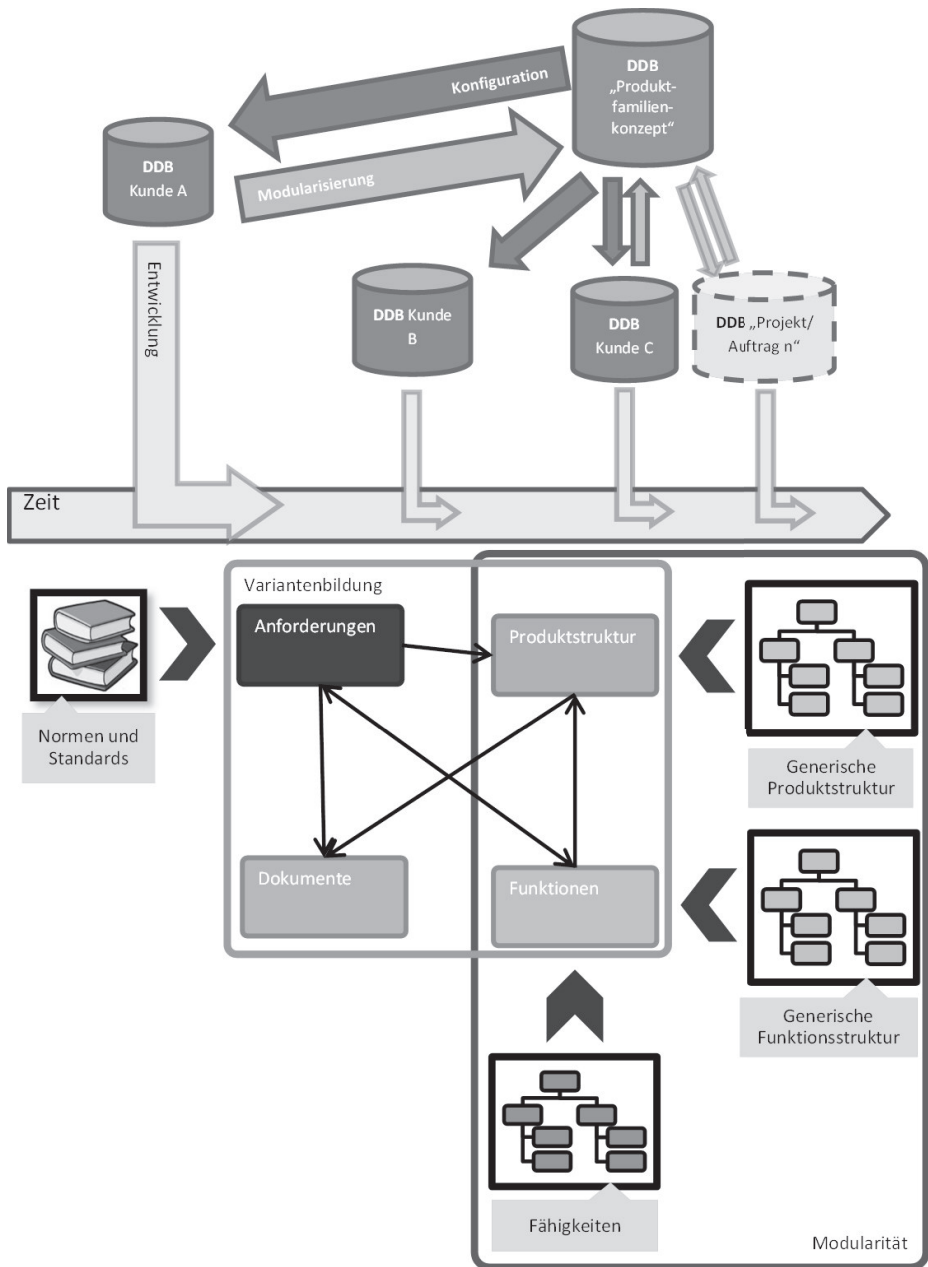 DDB
„Produkt-
familien-
konzept“
Konfiguration
DDB
Kunde A
Modularisierung
Entwicklung
DDB Kunde
B
DDB
Kunde C
DDB „Projekt/
Auftrag n“
Zeit
Variantenbildung
Anforderungen
Produktstruktur
Normen und
Standards
Generische
Produktstruktur
Dokumente
Funktionen
Generische
Funktionsstruktur
Fähigkeiten
Modularität